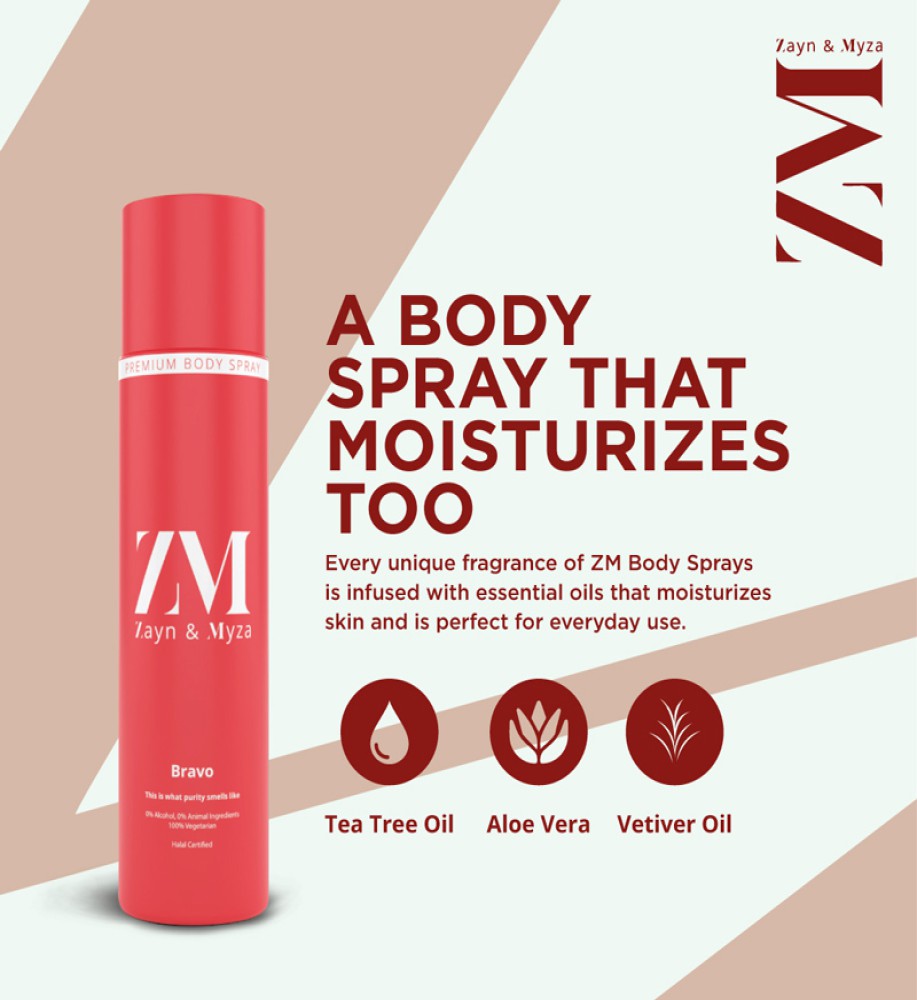 Zayn & Myza
ZM
A BODY
SPRAY THAT
MOISTURIZES
TOO
Every unique fragrance of ZM Body Sprays
is infused with essential oils that moisturizes
skin and is perfect for everyday use.
Tea Tree Oil Aloe Vera Vetiver Oil
PREMIUM BODY SPRAY
ZM
Zayn & Myza
Bravo
This is what purity smells like
0% Alcohol, 0% Animal Ingredients
100% Vegetarian
Halal Certified